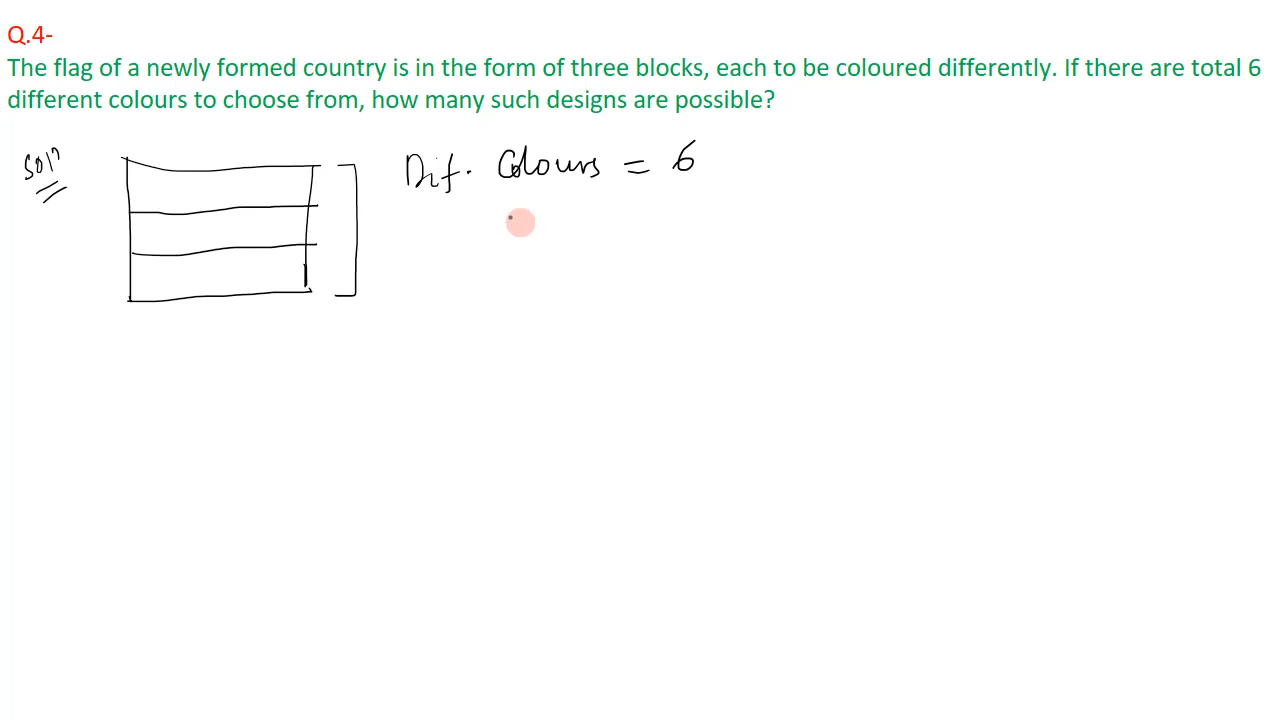 Q.4-
The flag of a newly formed country is in the form of three blocks, each to be coloured differently. If there are total 6
different colours to choose from, how many such designs are possible?
Soln
Dif. Colours = 6